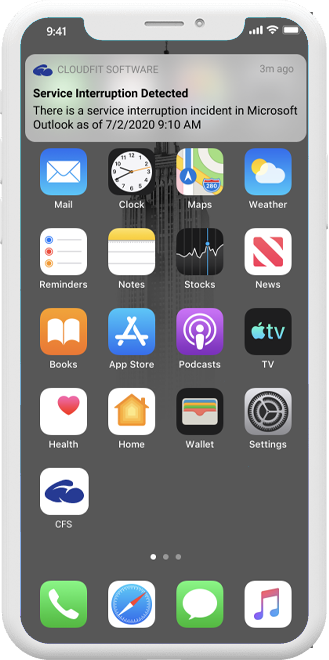 9:41
CLOUDFIT SOFTWARE 3m ago
Service Interruption Detected
There is a service interruption incident in Microsoft
Outlook as of 7/2/2020 9:10 AM
Mail Clock Maps Weather
280
Reminders Notes Stocks News
Books App Store Podcasts TV
tv
Health Home Wallet Settings
CFS